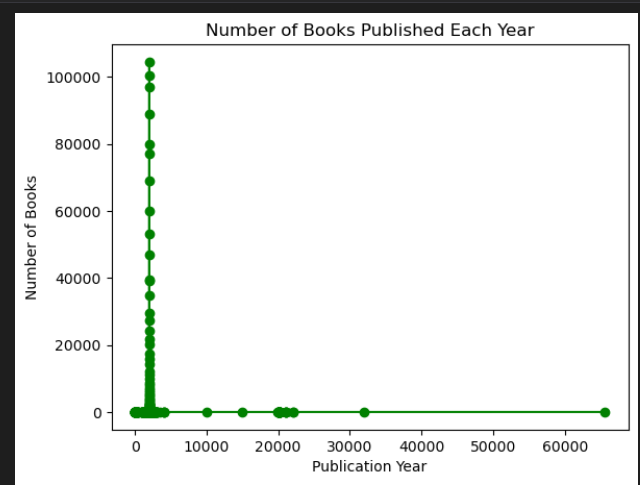 Number of Books Published Each Year
100000
80000
60000
40000
20000
0
Number of Books
0 10000 20000 30000 40000 50000 60000
Publication Year